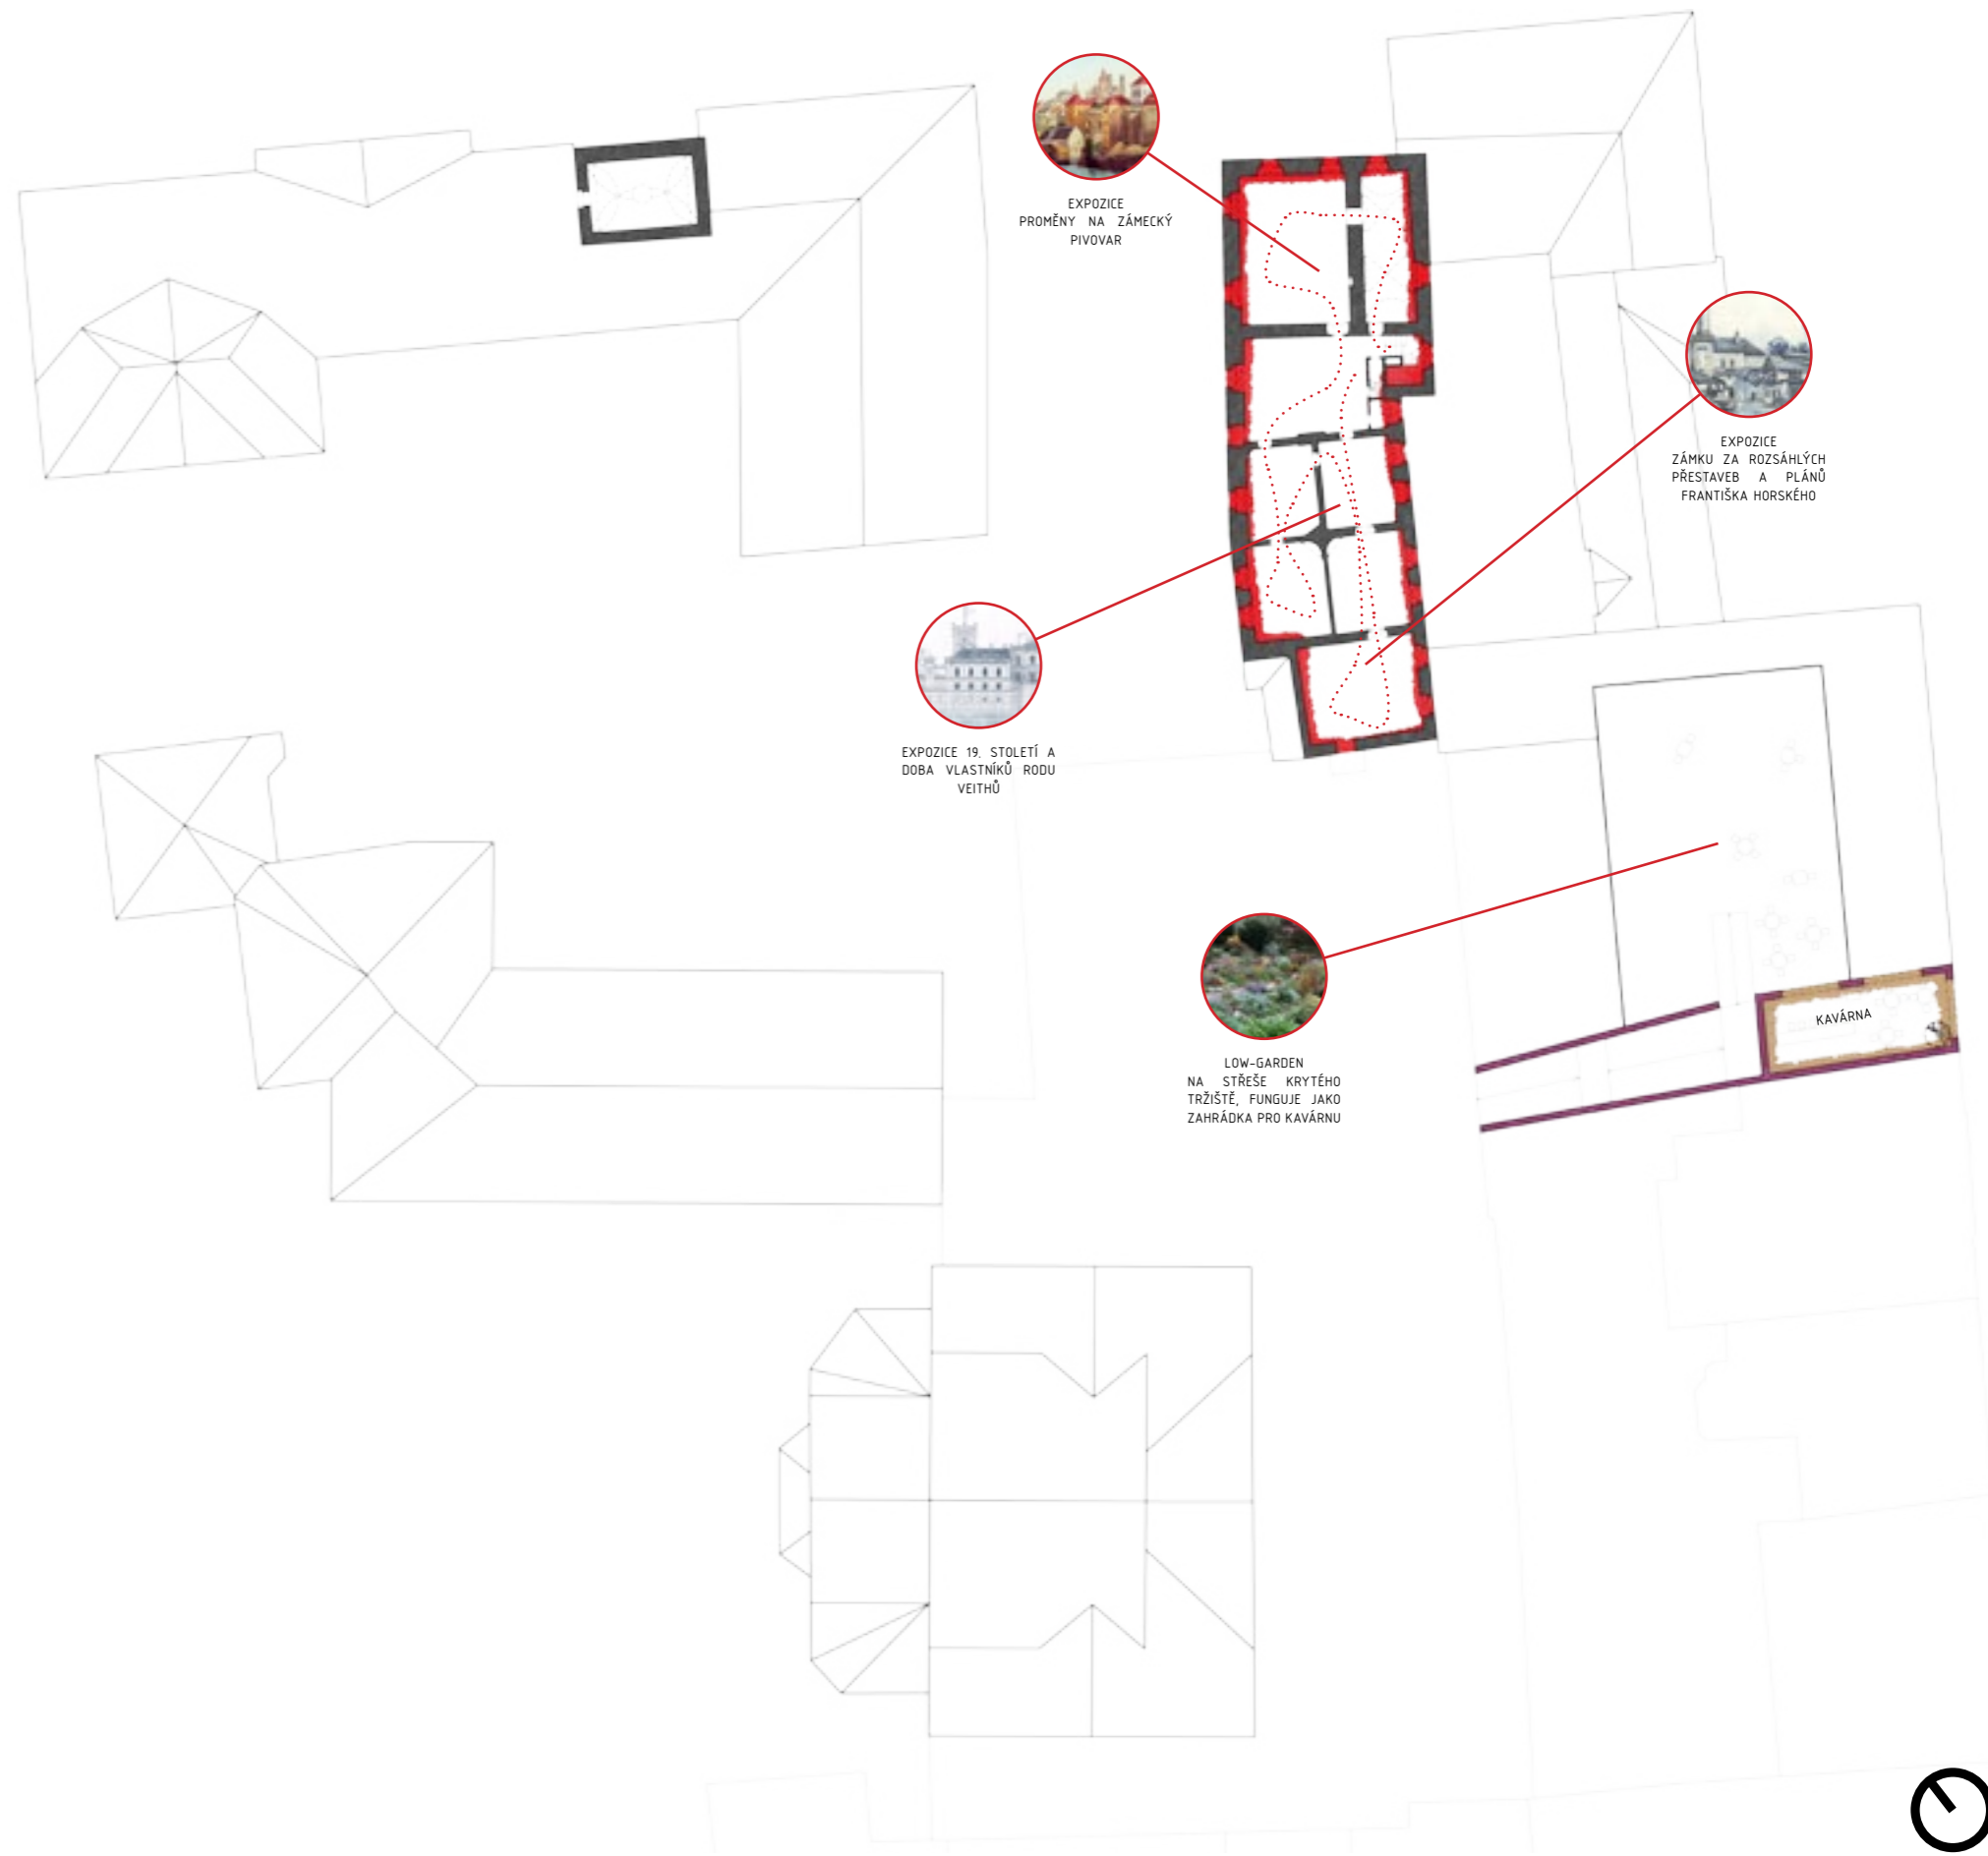 EXPOZICE
PROMĚNY NA ZÁMECKÝ
PIVOVAR
EXPOZICE
ZÁMKU ZA ROZSÁHLÝCH
PŘESTAVEB A PLÁNŮ
FRANTIŠKA HORSKÉHO
EXPOZICE 19. STOLETÍ A
DOBA VLASTNÍKŮ RODU
VEITHŮ
LOW-GARDEN
NA STŘEŠE KRYTÉHO
TRŽIŠTĚ, FUNGUJE JAKO
ZAHRÁDKA PRO KAVÁRNU
KAVÁRNA